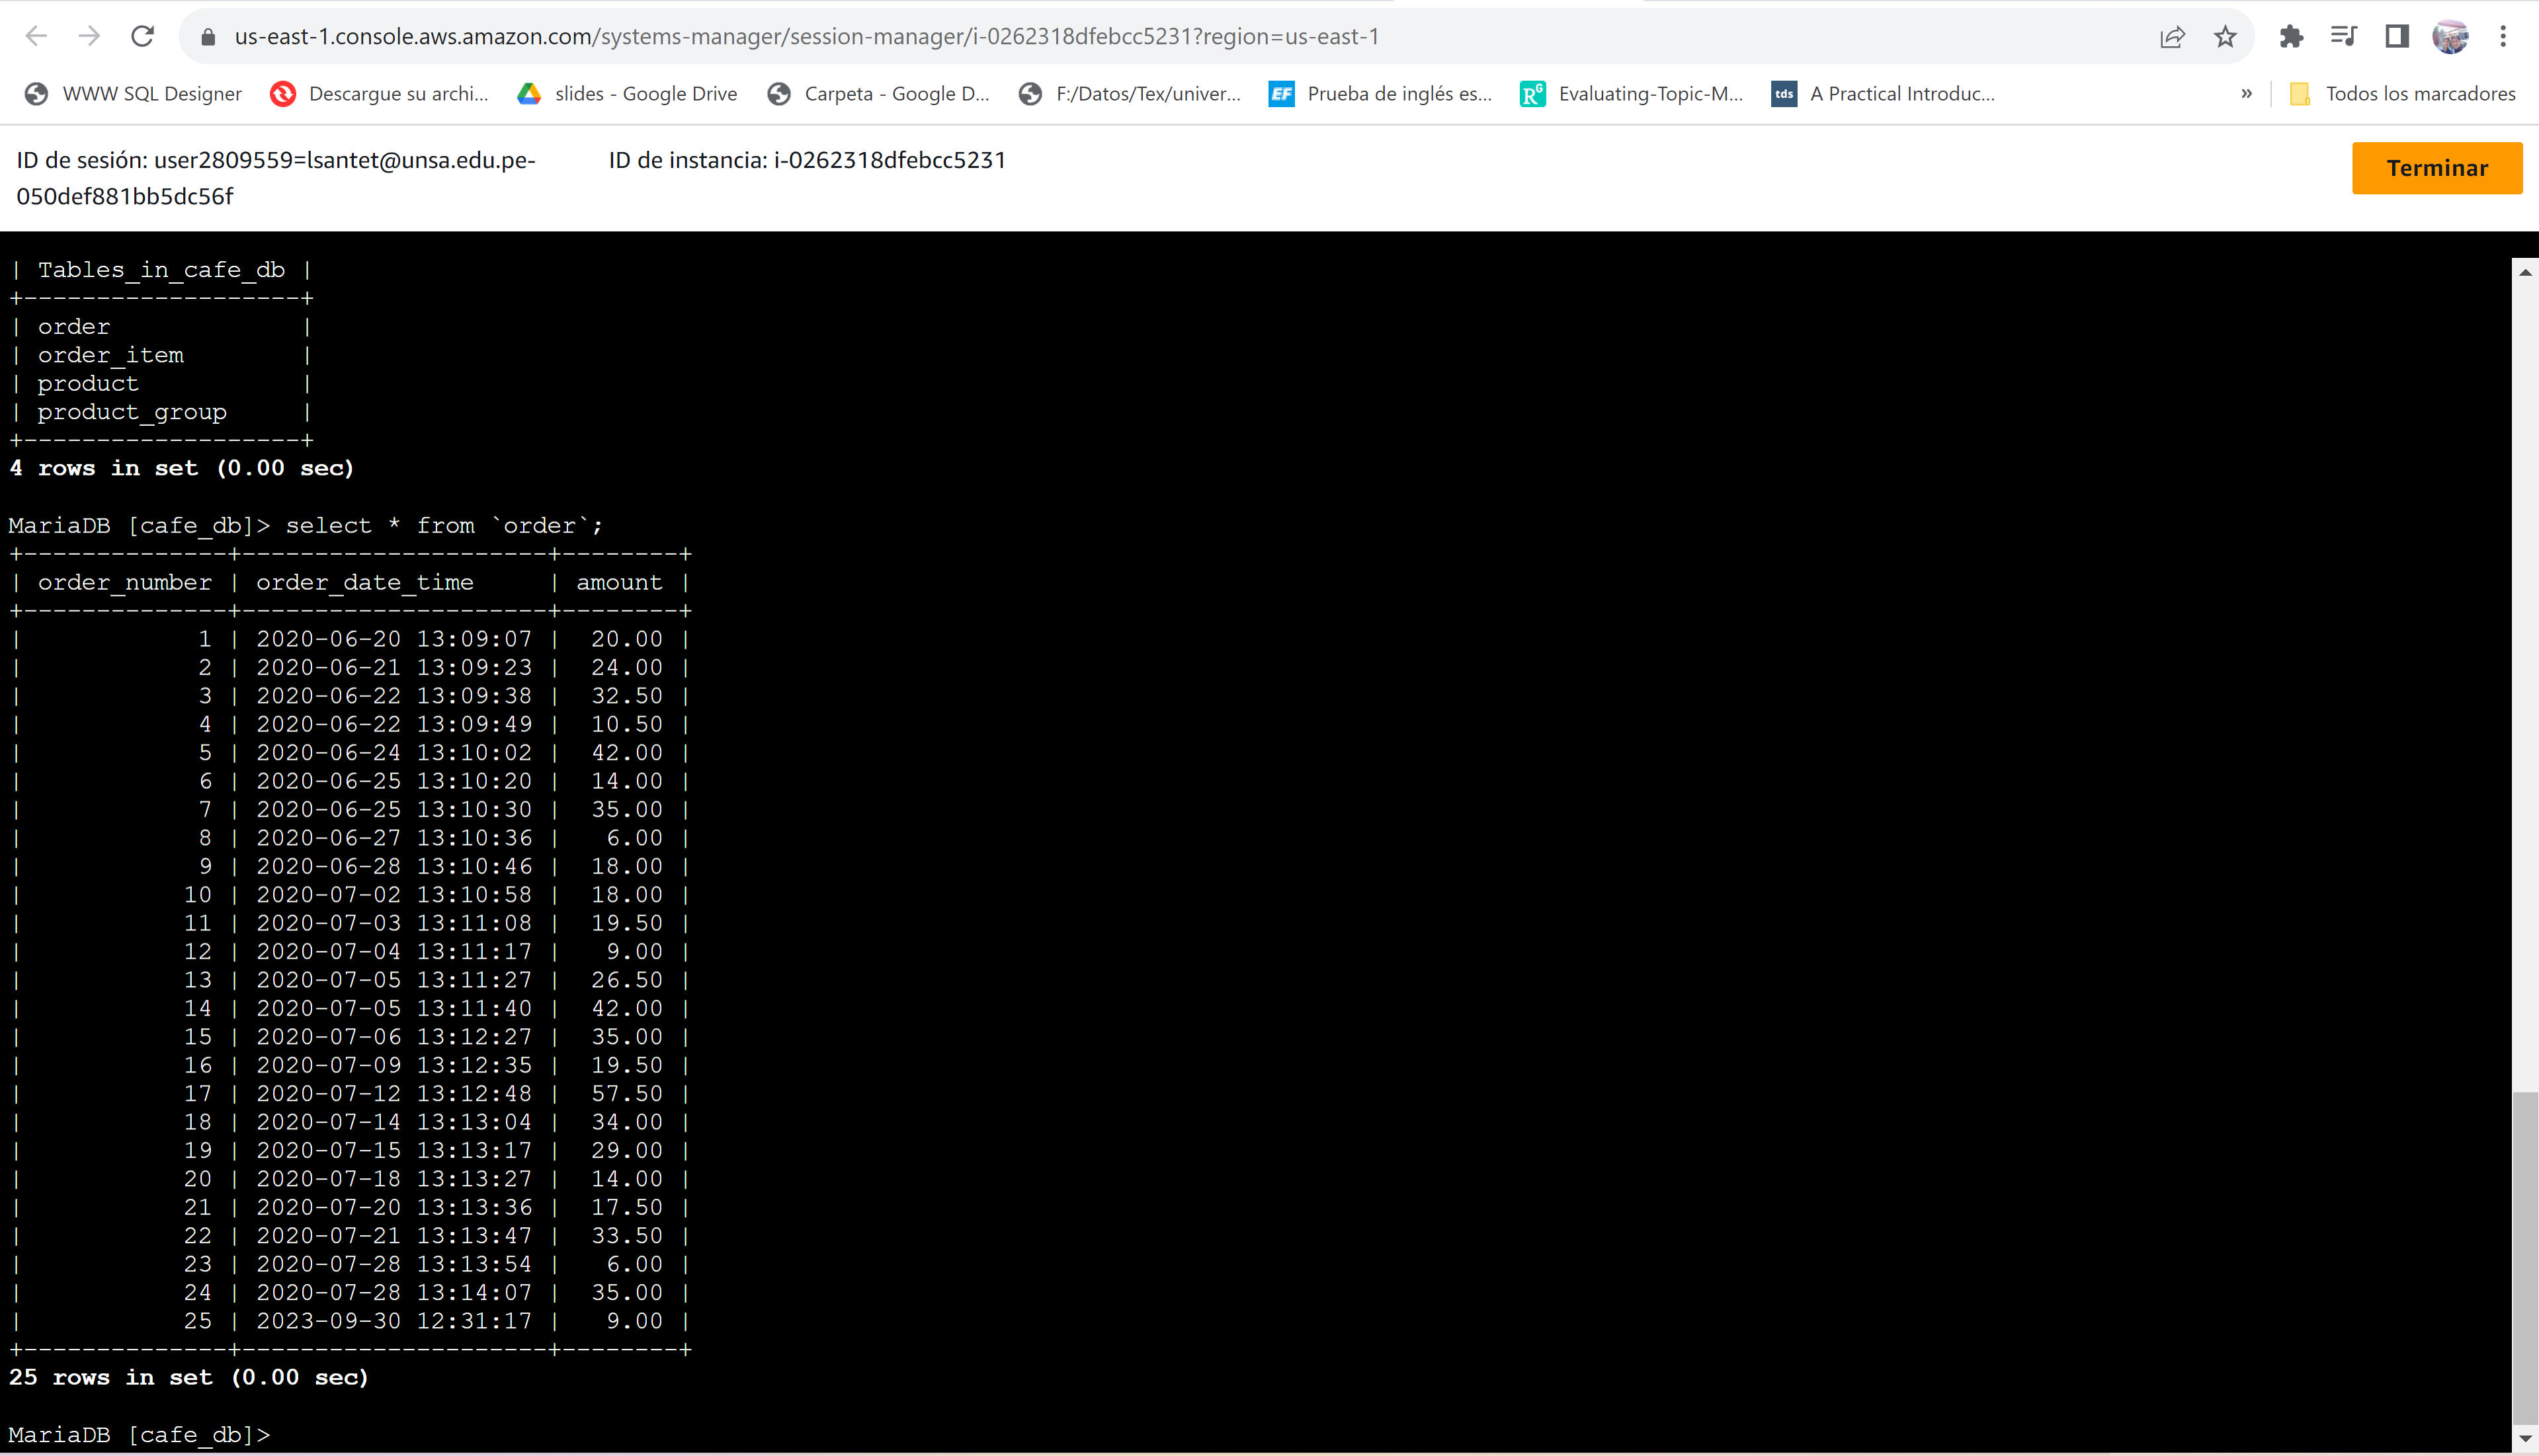 us-east-1.console.aws.amazon.com/systems-manager/session-manager/i-0262318dfebcc5231?region=us-east-1
WWW SQL Designer Descargue su archi... slides - Google Drive Carpeta - Google D... F:/Datos/Tex/univer... EF Prueba de inglés es... RG Evaluating-Topic-M... tds A Practical Introduc... » Todos los marcadores
ID de sesión: user2809559=lsantet@unsa.edu.pe- ID de instancia: i-0262318dfebcc5231 Terminar
050def881bb5dc56f
| Tables_in_cafe_db |
+-------------------+
| order             |
| order_item        |
| product           |
| product_group     |
+-------------------+
4 rows in set (0.00 sec)
MariaDB [cafe_db]> select * from `order`;
+--------------+---------------------+--------+
| order_number | order_date_time     | amount |
+--------------+---------------------+--------+
|            1 | 2020-06-20 13:09:07 |  20.00 |
|            2 | 2020-06-21 13:09:23 |  24.00 |
|            3 | 2020-06-22 13:09:38 |  32.50 |
|            4 | 2020-06-22 13:09:49 |  10.50 |
|            5 | 2020-06-24 13:10:02 |  42.00 |
|            6 | 2020-06-25 13:10:20 |  14.00 |
|            7 | 2020-06-25 13:10:30 |  35.00 |
|            8 | 2020-06-27 13:10:36 |   6.00 |
|            9 | 2020-06-28 13:10:46 |  18.00 |
|           10 | 2020-07-02 13:10:58 |  18.00 |
|           11 | 2020-07-03 13:11:08 |  19.50 |
|           12 | 2020-07-04 13:11:17 |   9.00 |
|           13 | 2020-07-05 13:11:27 |  26.50 |
|           14 | 2020-07-05 13:11:40 |  42.00 |
|           15 | 2020-07-06 13:12:27 |  35.00 |
|           16 | 2020-07-09 13:12:35 |  19.50 |
|           17 | 2020-07-12 13:12:48 |  57.50 |
|           18 | 2020-07-14 13:13:04 |  34.00 |
|           19 | 2020-07-15 13:13:17 |  29.00 |
|           20 | 2020-07-18 13:13:27 |  14.00 |
|           21 | 2020-07-20 13:13:36 |  17.50 |
|           22 | 2020-07-21 13:13:47 |  33.50 |
|           23 | 2020-07-28 13:13:54 |   6.00 |
|           24 | 2020-07-28 13:14:07 |  35.00 |
|           25 | 2023-09-30 12:31:17 |   9.00 |
+--------------+---------------------+--------+
25 rows in set (0.00 sec)
MariaDB [cafe_db]>